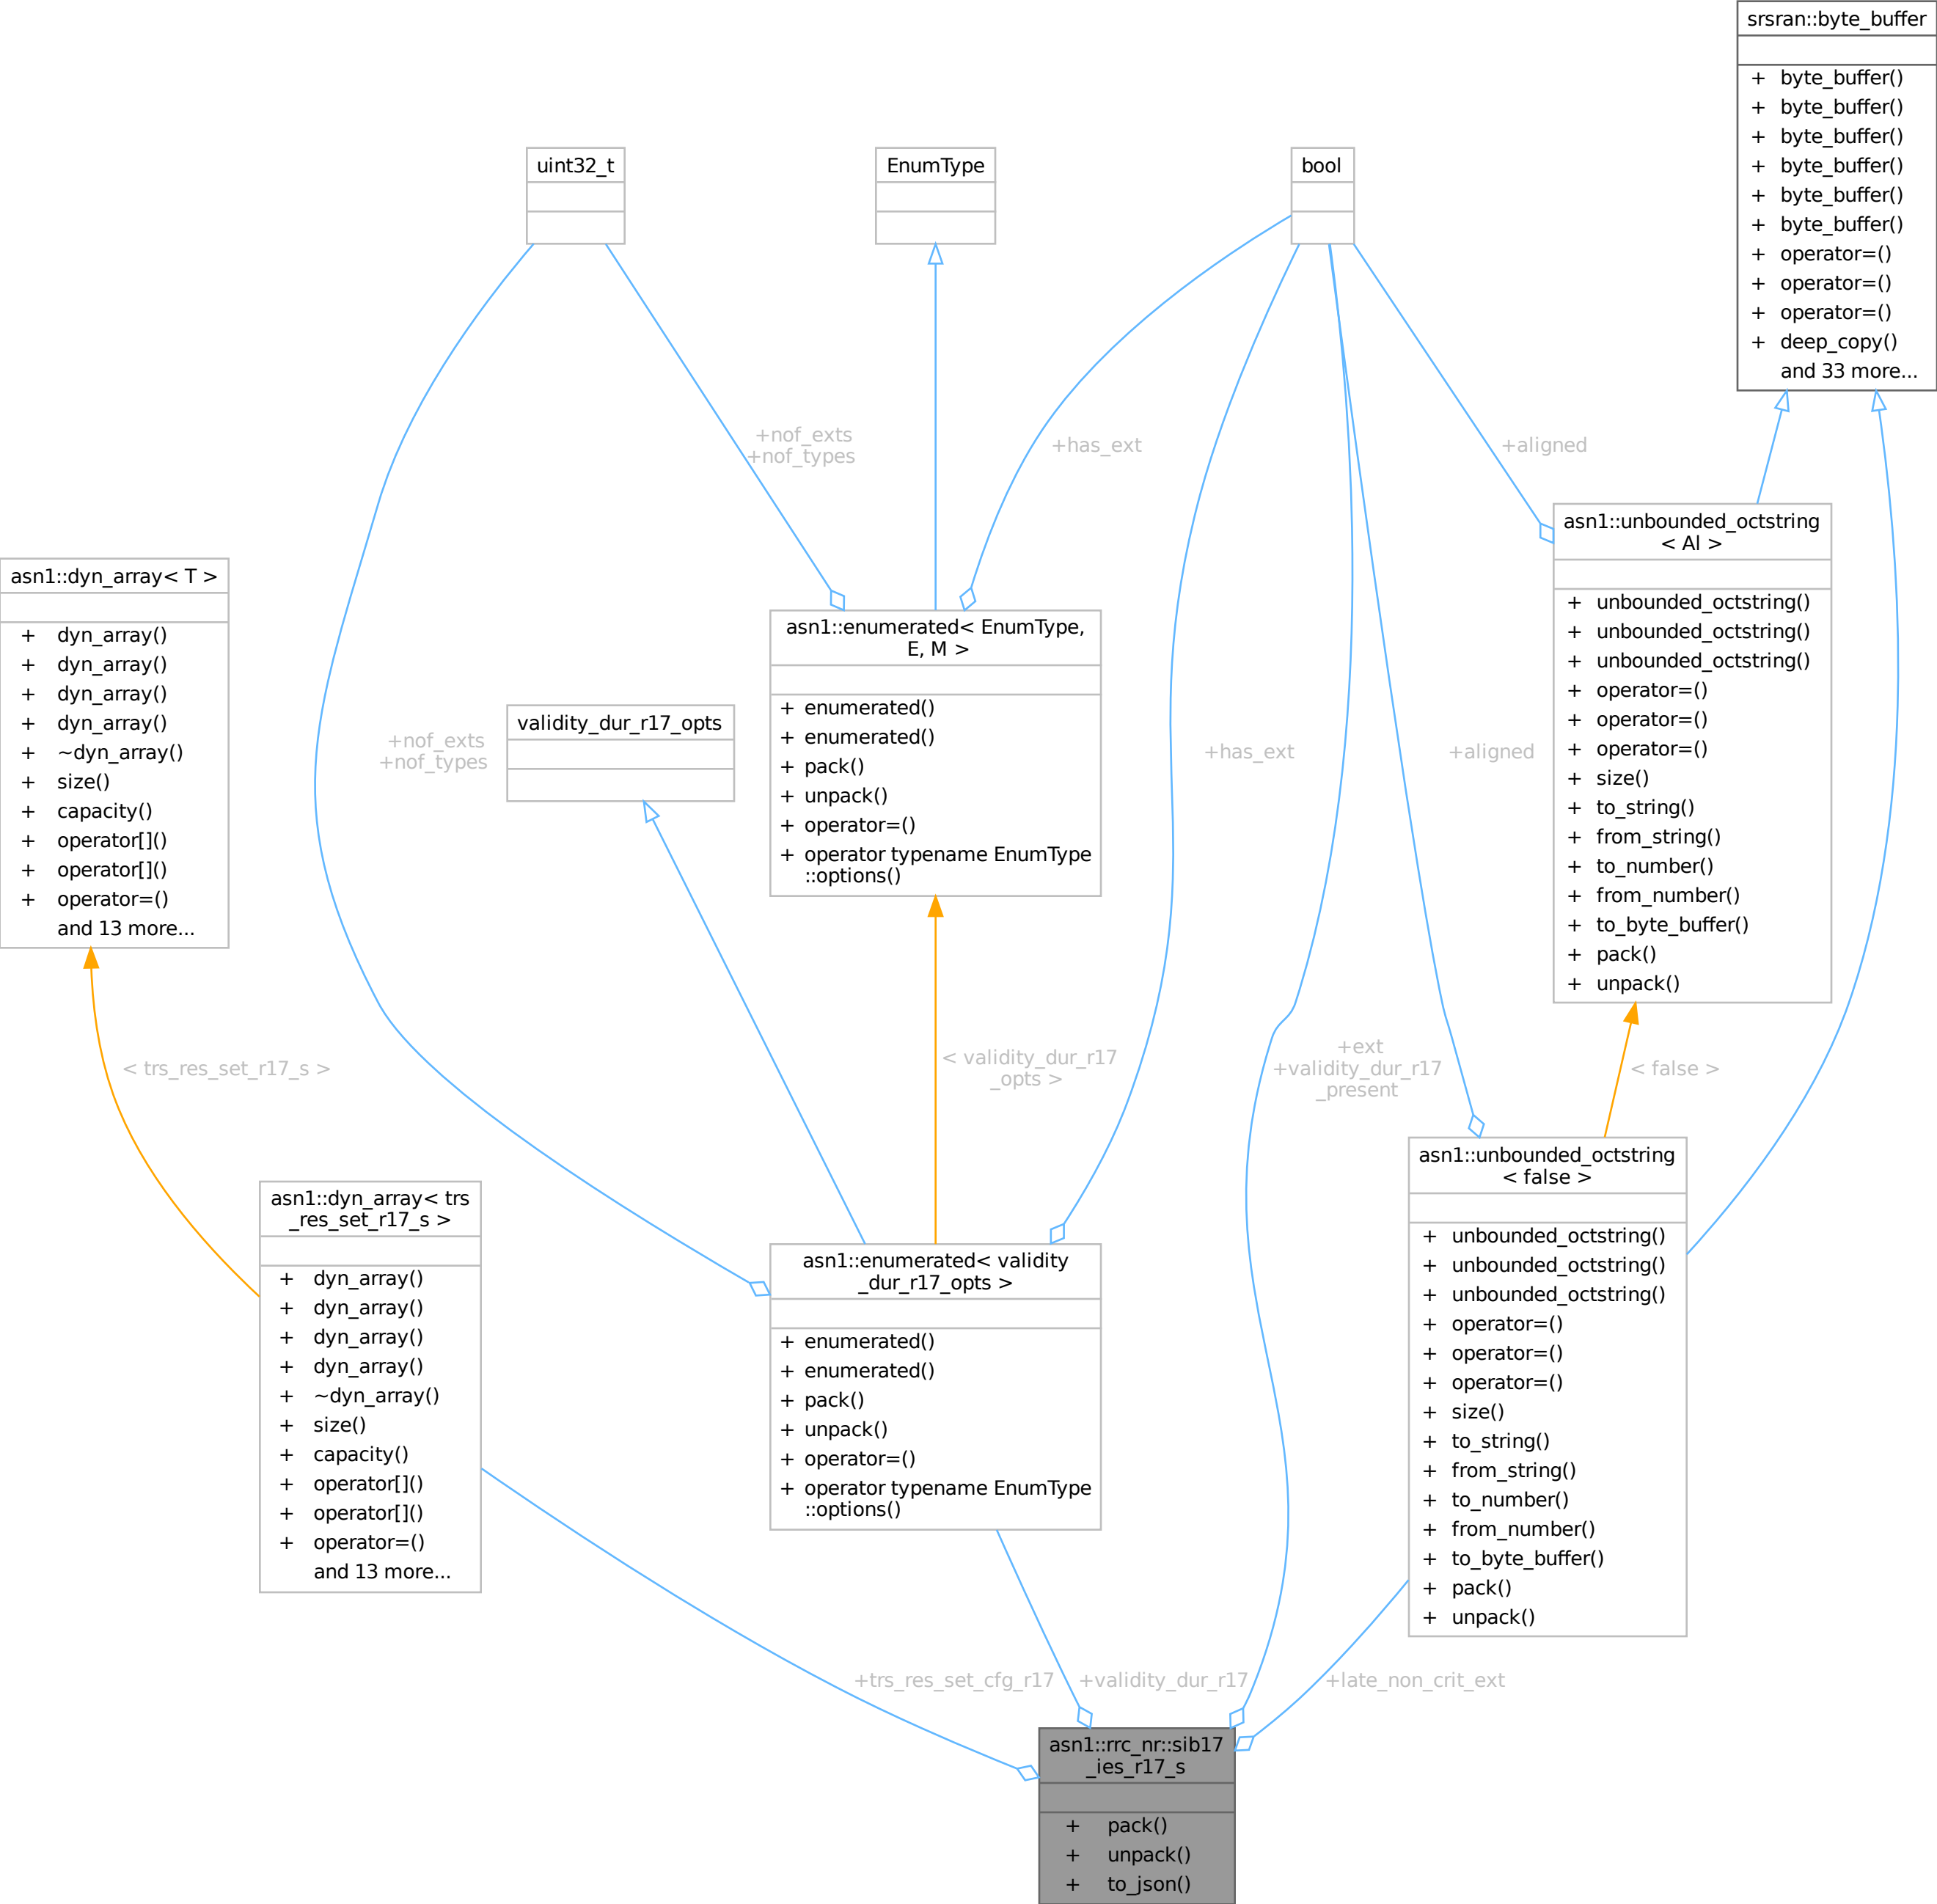 srsran::byte_buffer
+ byte_buffer()
+ byte_buffer()
+ byte_buffer()
+ byte_buffer()
+ byte_buffer()
+ byte_buffer()
+ operator=()
+ operator=()
+ operator=()
+ deep_copy()
and 33 more...
uint32_t
EnumType
bool
+nof_exts
+nof_types
+has_ext
+aligned
asn1::unbounded_octstring
< Al >
+ unbounded_octstring()
+ unbounded_octstring()
+ unbounded_octstring()
+ operator=()
+ operator=()
+ operator=()
+ size()
+ to_string()
+ from_string()
+ to_number()
+ from_number()
+ to_byte_buffer()
+ pack()
+ unpack()
asn1::dyn_array< T >
+ dyn_array()
+ dyn_array()
+ dyn_array()
+ dyn_array()
+ ~dyn_array()
+ size()
+ capacity()
+ operator[]()
+ operator[]()
+ operator=()
and 13 more...
asn1::enumerated< EnumType,
E, M >
+ enumerated()
+ enumerated()
+ pack()
+ unpack()
+ operator=()
+ operator typename EnumType
::options()
validity_dur_r17_opts
+nof_exts
+nof_types
+has_ext
+aligned
< trs_res_set_r17_s >
< validity_dur_r17
_opts >
+ext
+validity_dur_r17
_present
< false >
asn1::unbounded_octstring
< false >
+ unbounded_octstring()
+ unbounded_octstring()
+ unbounded_octstring()
+ operator=()
+ operator=()
+ operator=()
+ size()
+ to_string()
+ from_string()
+ to_number()
+ from_number()
+ to_byte_buffer()
+ pack()
+ unpack()
asn1::dyn_array< trs
_res_set_r17_s >
+ dyn_array()
+ dyn_array()
+ dyn_array()
+ dyn_array()
+ ~dyn_array()
+ size()
+ capacity()
+ operator[]()
+ operator[]()
+ operator=()
and 13 more...
asn1::enumerated< validity
_dur_r17_opts >
+ enumerated()
+ enumerated()
+ pack()
+ unpack()
+ operator=()
+ operator typename EnumType
::options()
+trs_res_set_cfg_r17
+validity_dur_r17
+late_non_crit_ext
asn1::rrc_nr::sib17
_ies_r17_s
+ pack()
+ unpack()
+ to_json()